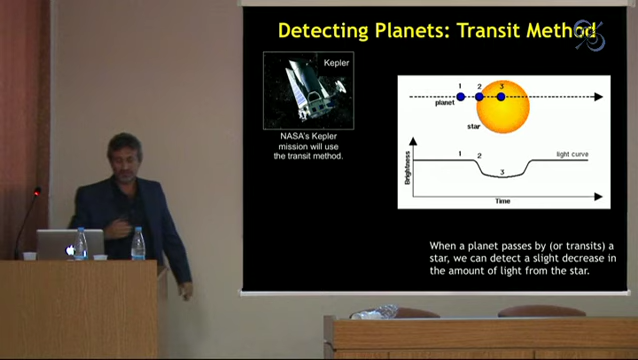 Detecting Planets: Transit Method
Kepler
NASA's Kepler
mission will use
the transit method.
1 2 3
planet
star
Brightness
1 2
3
light curve
Time
When a planet passes by (or transits) a
star, we can detect a slight decrease in
the amount of light from the star.